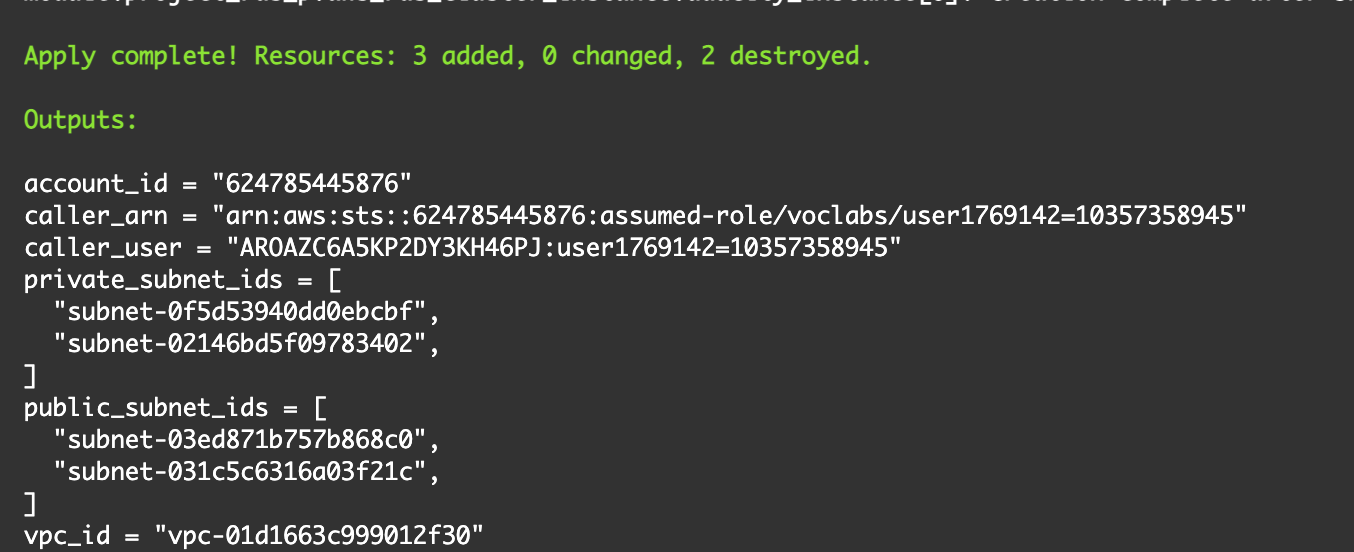 Apply complete! Resources: 3 added, 0 changed, 2 destroyed.
Outputs:
account_id = "624785445876"
caller_arn = "arn:aws:sts::624785445876:assumed-role/voclabs/user1769142=10357358945"
caller_user = "AROAZC6A5KP2DY3KH46PJ:user1769142=10357358945"
private_subnet_ids = [
  "subnet-0f5d53940dd0ebcbf",
  "subnet-02146bd5f09783402",
]
public_subnet_ids = [
  "subnet-03ed871b757b868c0",
  "subnet-031c5c6316a03f21c",
]
vpc_id = "vpc-01d1663c999012f30"